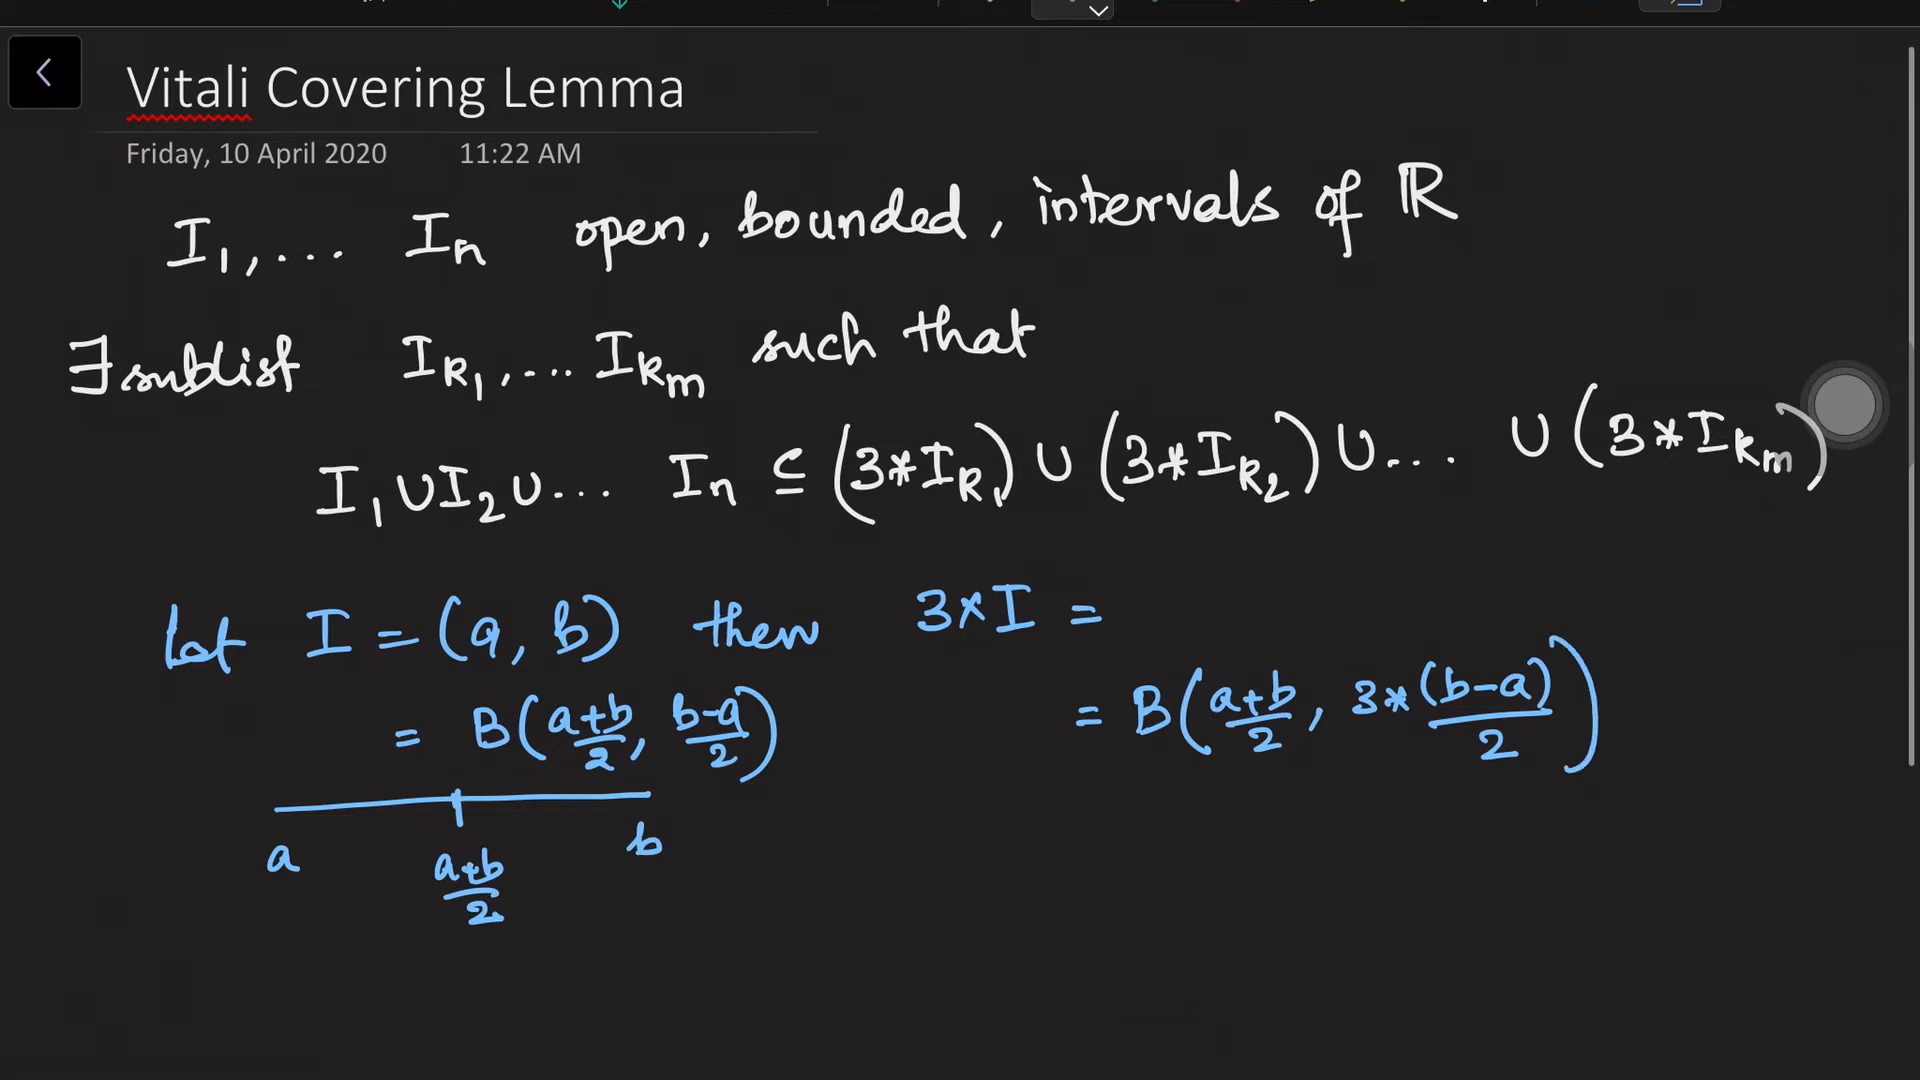 Vitali Covering Lemma
Friday, 10 April 2020 11:22 AM
I₁, ... Iₙ open, bounded, intervals of ℝ
∃ sublist I_{k₁}, ... I_{kₘ} such that
I₁ ∪ I₂ ∪ ... Iₙ ⊆ (3*I_{k₁}) ∪ (3*I_{k₂}) ∪ ... ∪ (3*I_{kₘ})
Let I = (a, b) then 3*I =
= B((a+b)/2, (b-a)/2) = B((a+b)/2, 3*(b-a)/2)
a (a+b)/2 b